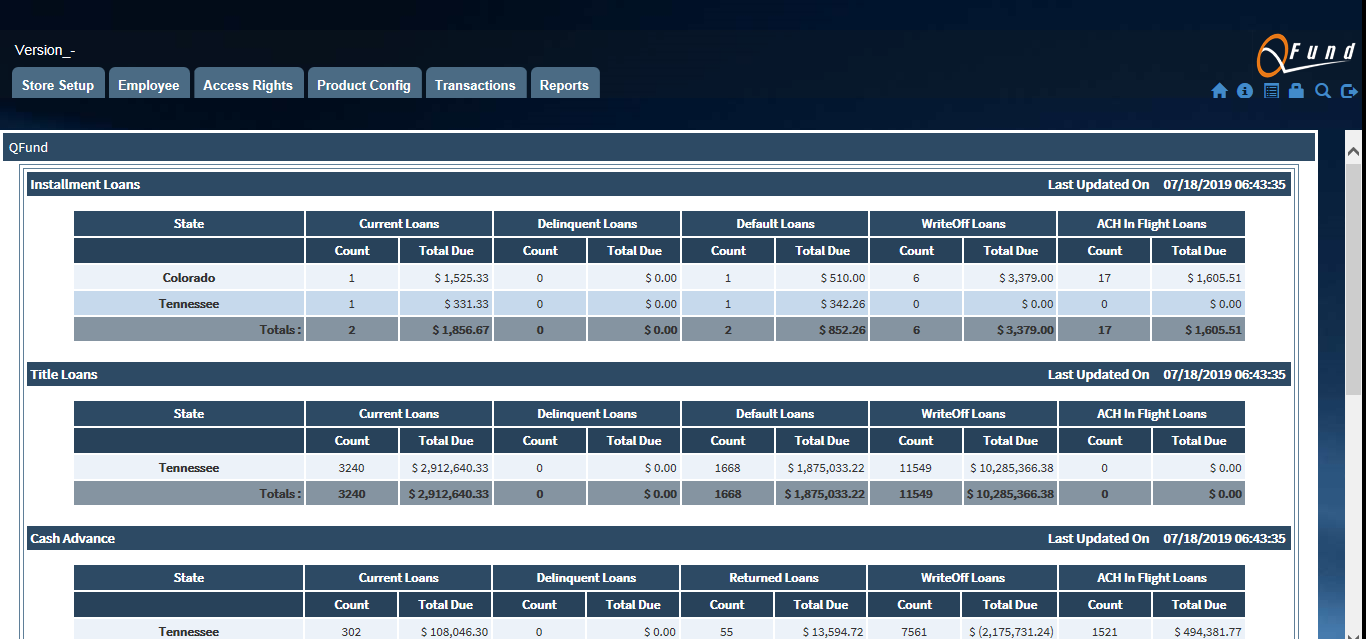 Version_-
QFund
Store Setup Employee Access Rights Product Config Transactions Reports
QFund
Installment Loans Last Updated On 07/18/2019 06:43:35
State Current Loans Delinquent Loans Default Loans WriteOff Loans ACH In Flight Loans
Count Total Due Count Total Due Count Total Due Count Total Due Count Total Due
Colorado 1 $ 1,525.33 0 $ 0.00 1 $ 510.00 6 $ 3,379.00 17 $ 1,605.51
Tennessee 1 $ 331.33 0 $ 0.00 1 $ 342.26 0 $ 0.00 0 $ 0.00
Totals : 2 $ 1,856.67 0 $ 0.00 2 $ 852.26 6 $ 3,379.00 17 $ 1,605.51
Title Loans Last Updated On 07/18/2019 06:43:35
State Current Loans Delinquent Loans Default Loans WriteOff Loans ACH In Flight Loans
Count Total Due Count Total Due Count Total Due Count Total Due Count Total Due
Tennessee 3240 $ 2,912,640.33 0 $ 0.00 1668 $ 1,875,033.22 11549 $ 10,285,366.38 0 $ 0.00
Totals : 3240 $ 2,912,640.33 0 $ 0.00 1668 $ 1,875,033.22 11549 $ 10,285,366.38 0 $ 0.00
Cash Advance Last Updated On 07/18/2019 06:43:35
State Current Loans Delinquent Loans Returned Loans WriteOff Loans ACH In Flight Loans
Count Total Due Count Total Due Count Total Due Count Total Due Count Total Due
Tennessee 302 $ 108,046.30 0 $ 0.00 55 $ 13,594.72 7561 $ (2,175,731.24) 1521 $ 494,381.77